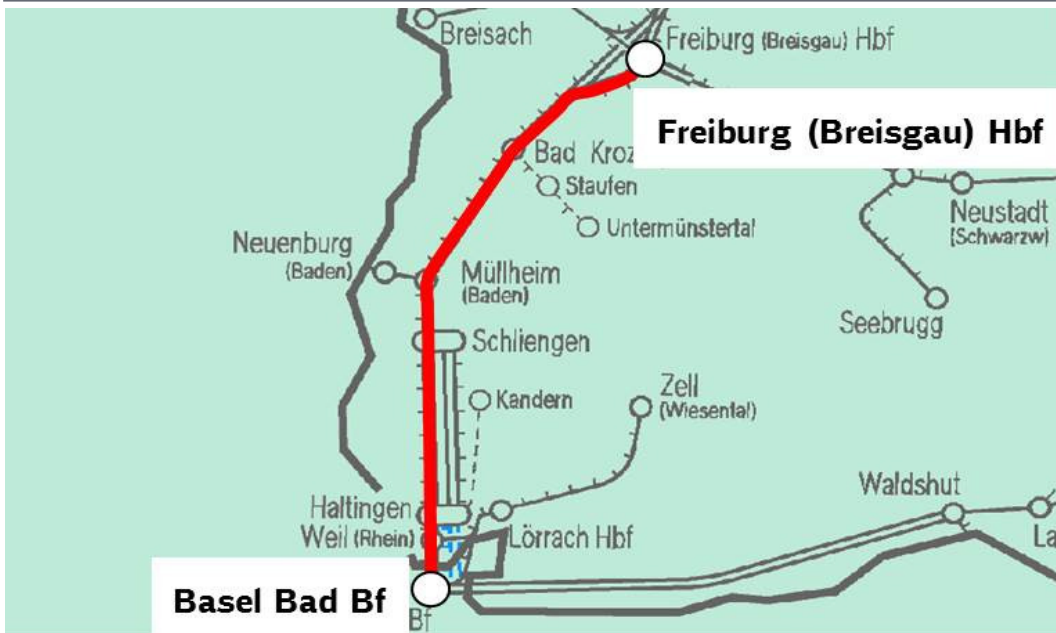 Breisach
Freiburg (Breisgau) Hbf
Freiburg (Breisgau) Hbf
Bad Kroz
Staufen
Untermünstertal
Neustadt
(Schwarzw)
Neuenburg
(Baden)
Müllheim
(Baden)
Seebrugg
Schliengen
Kandern
Zell
(Wiesental)
Waldshut
Haltingen
Weil (Rhein)
Lörrach Hbf
La
Basel Bad Bf
Bf